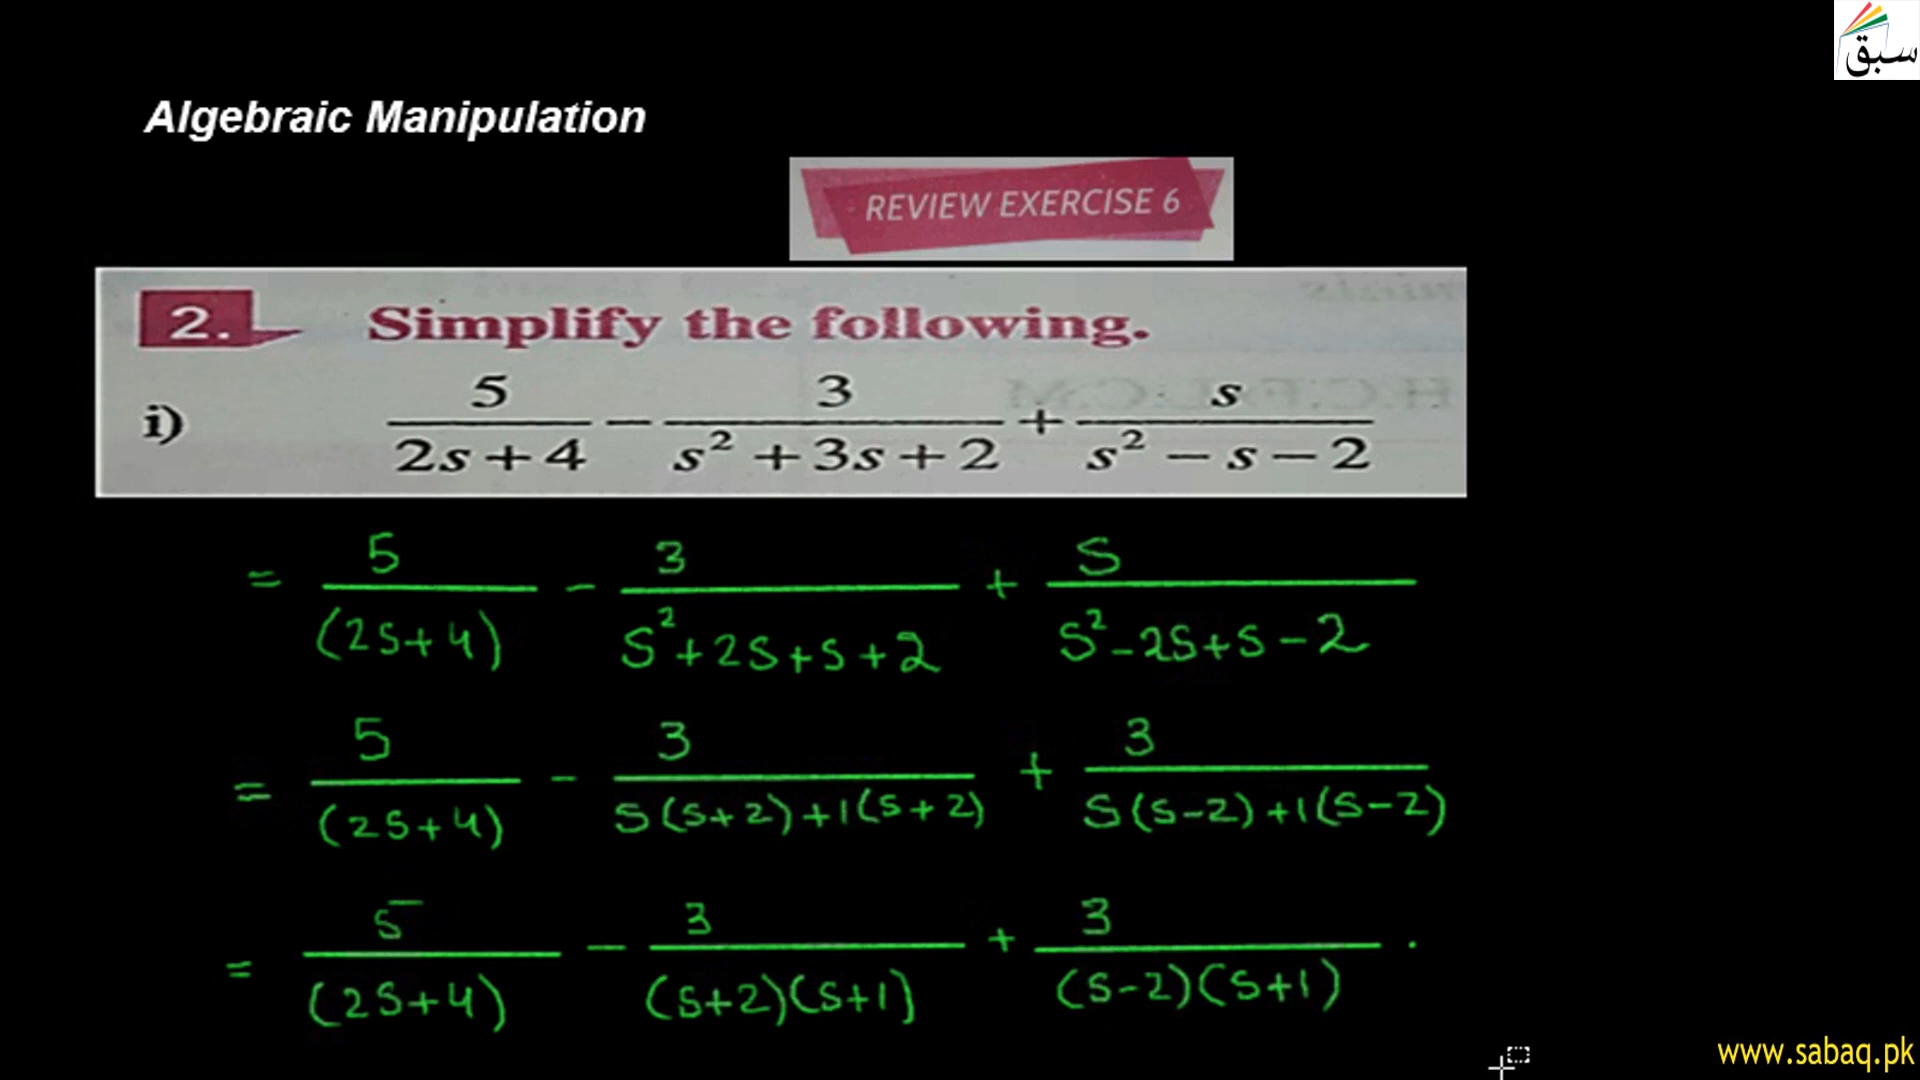 سبق
Algebraic Manipulation
REVIEW EXERCISE 6
2. Simplify the following.
i) 5/(2s+4) − 3/(s²+3s+2) + s/(s²−s−2)
= 5/(2s+4) − 3/(s²+2s+s+2) + s/(s²−2s+s−2)
= 5/(2s+4) − 3/(s(s+2)+1(s+2)) + 3/(s(s−2)+1(s−2))
= 5/(2s+4) − 3/((s+2)(s+1)) + 3/((s−2)(s+1)) .
www.sabaq.pk